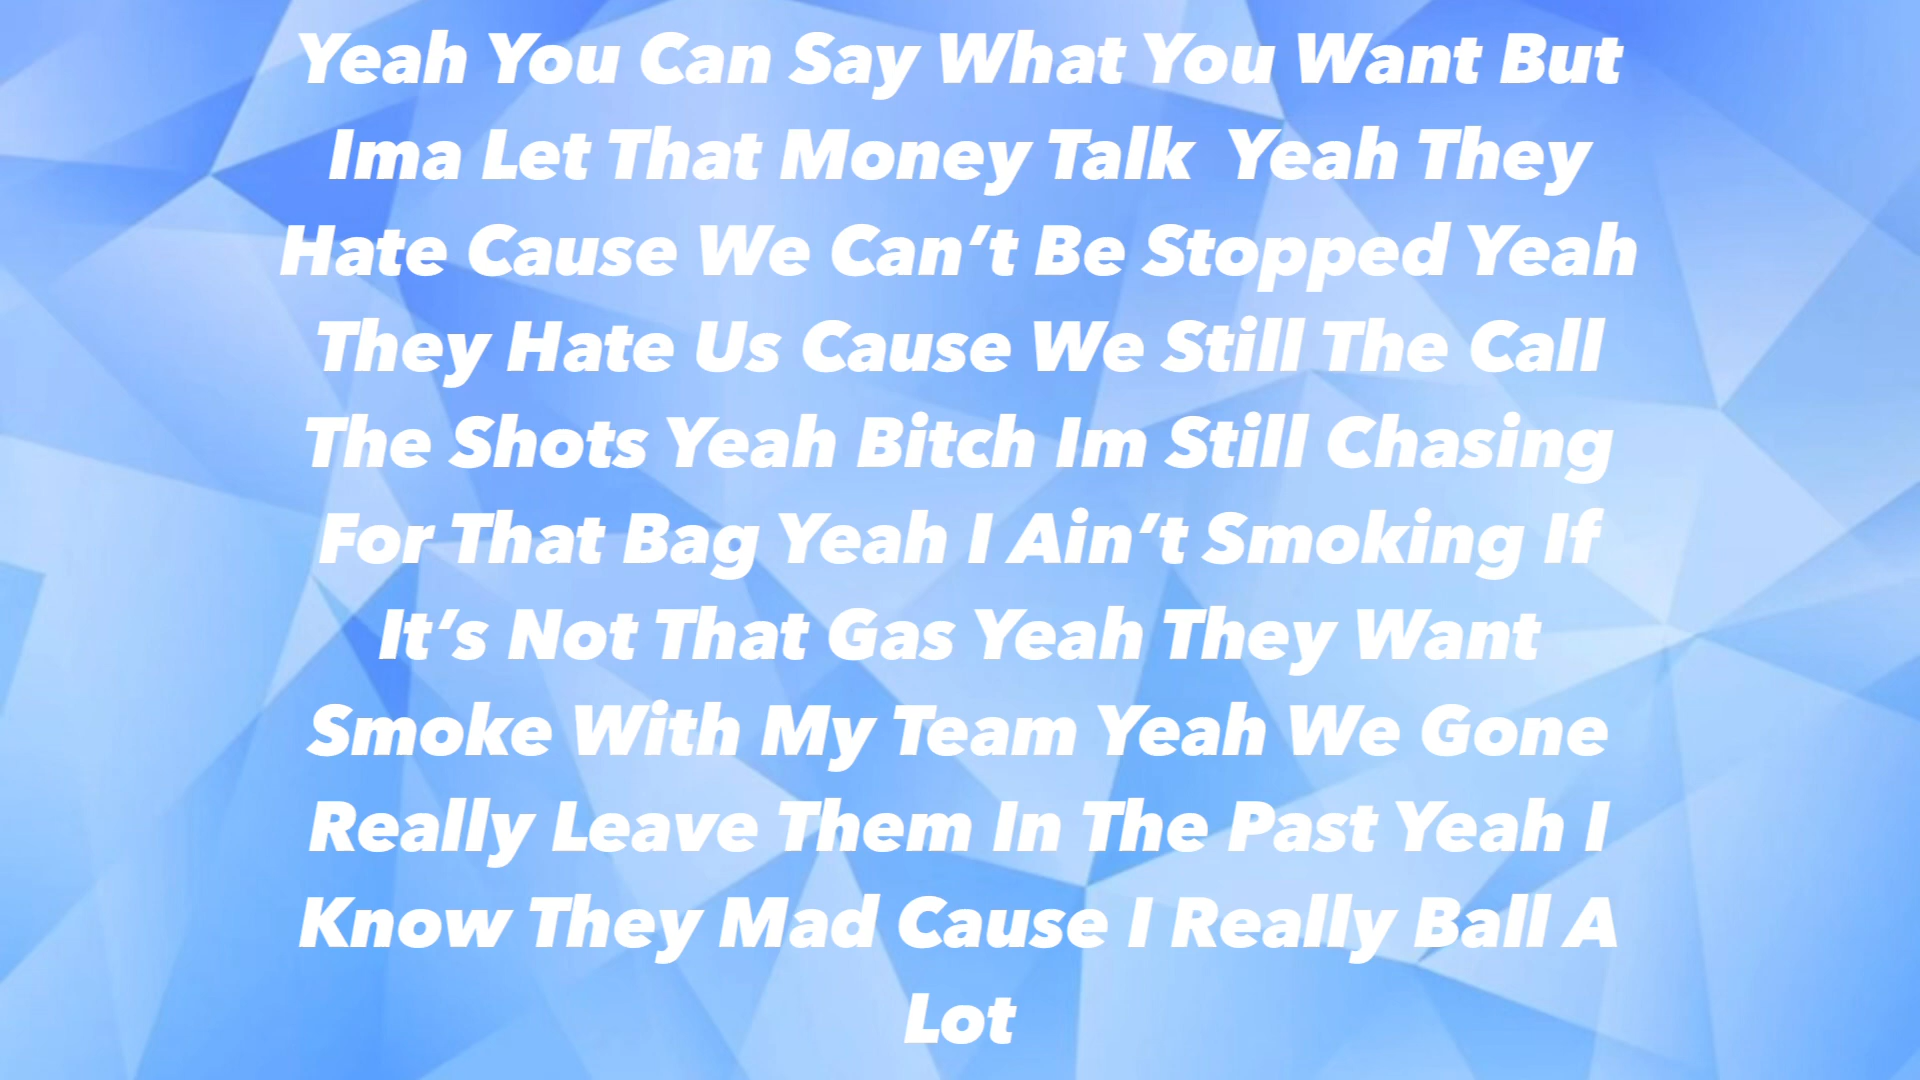 Yeah You Can Say What You Want But
Ima Let That Money Talk  Yeah They
Hate Cause We Can’t Be Stopped Yeah
They Hate Us Cause We Still The Call
The Shots Yeah Bitch Im Still Chasing
For That Bag Yeah I Ain’t Smoking If
It’s Not That Gas Yeah They Want
Smoke With My Team Yeah We Gone
Really Leave Them In The Past Yeah I
Know They Mad Cause I Really Ball A
Lot